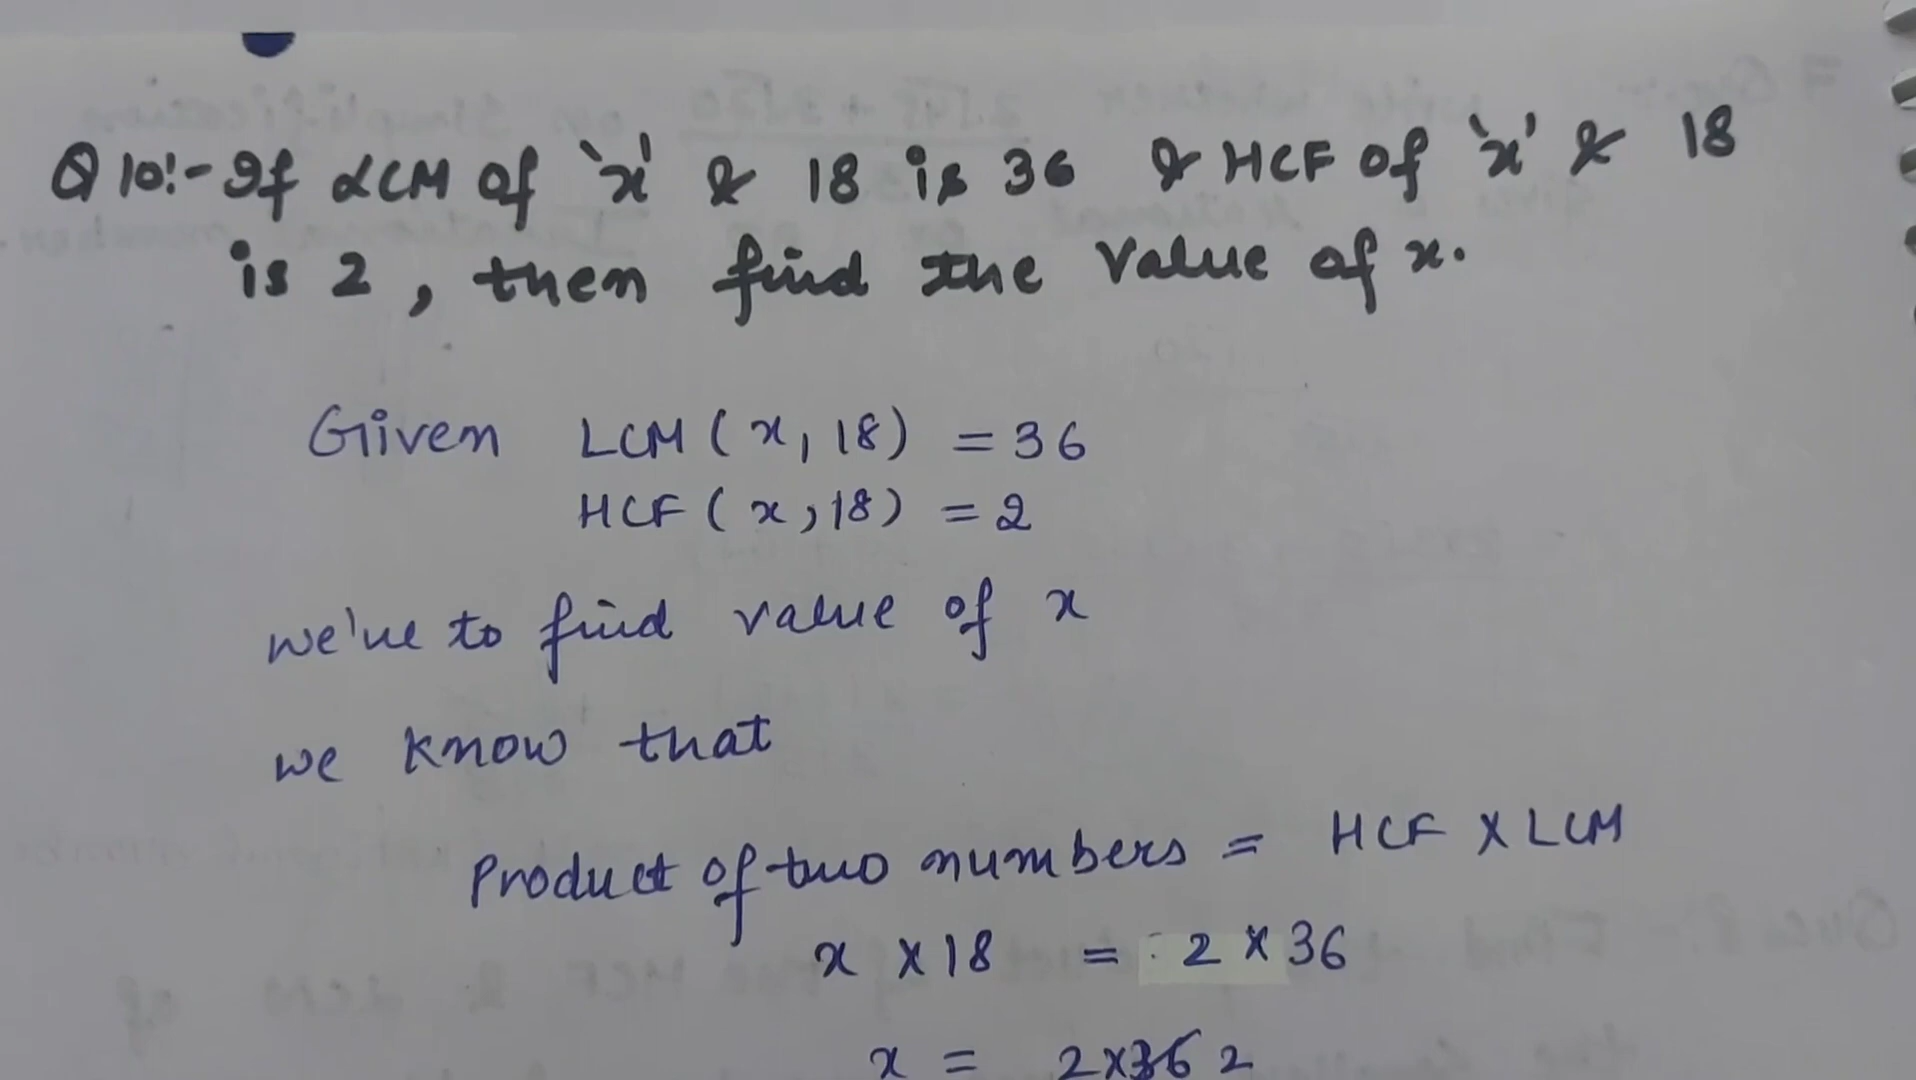 Q 10:- If LCM of 'x' & 18 is 36 & HCF of 'x' & 18
is 2, then find the value of x.
Given LCM (x, 18) = 36
HCF (x, 18) = 2
we've to find value of x
we know that
Product of two numbers = HCF X LCM
x x 18 = 2 x 36
x = 2x36 2